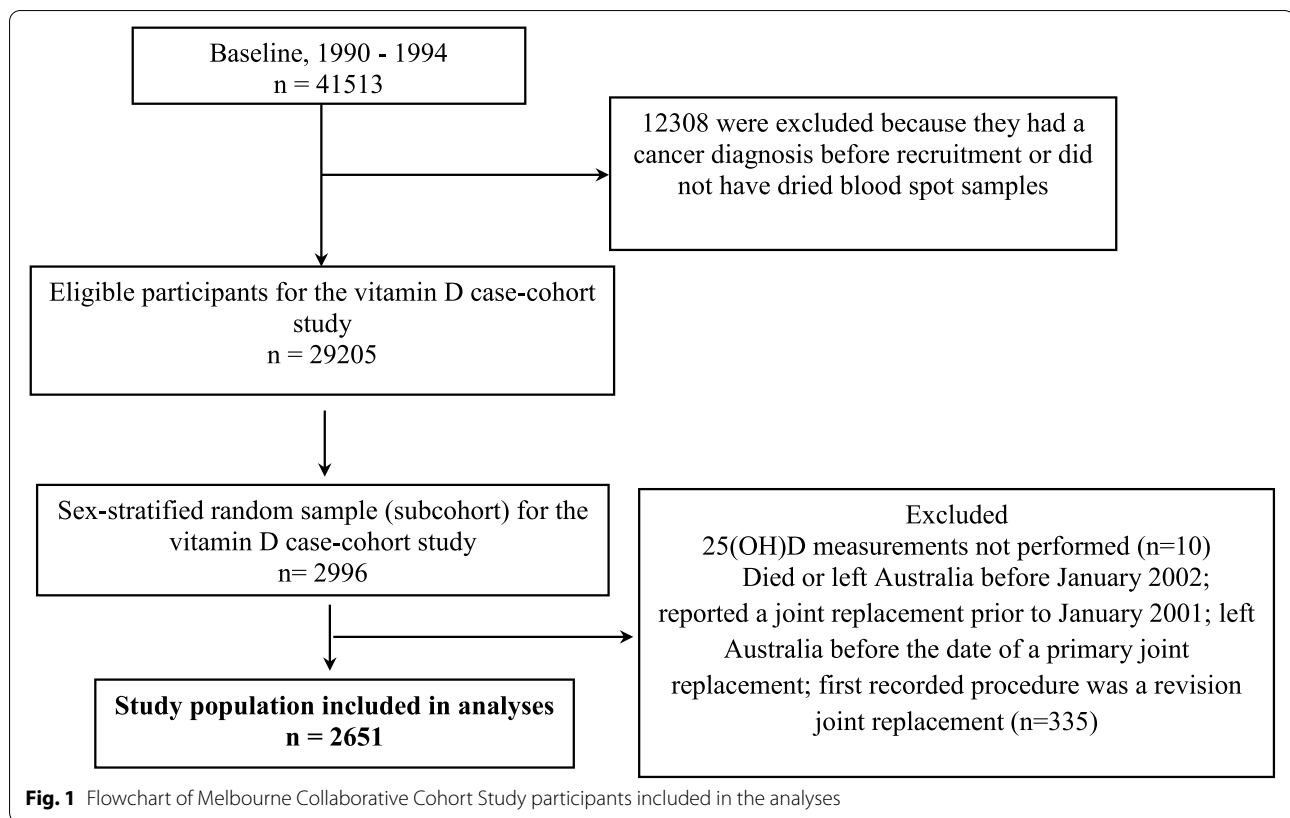 Baseline, 1990 - 1994
n = 41513
12308 were excluded because they had a
cancer diagnosis before recruitment or did
not have dried blood spot samples
Eligible participants for the vitamin D case-cohort
study
n = 29205
Sex-stratified random sample (subcohort) for the
vitamin D case-cohort study
n= 2996
Excluded
25(OH)D measurements not performed (n=10)
Died or left Australia before January 2002;
reported a joint replacement prior to January 2001; left
Australia before the date of a primary joint
replacement; first recorded procedure was a revision
joint replacement (n=335)
Study population included in analyses
n = 2651
Fig. 1 Flowchart of Melbourne Collaborative Cohort Study participants included in the analyses